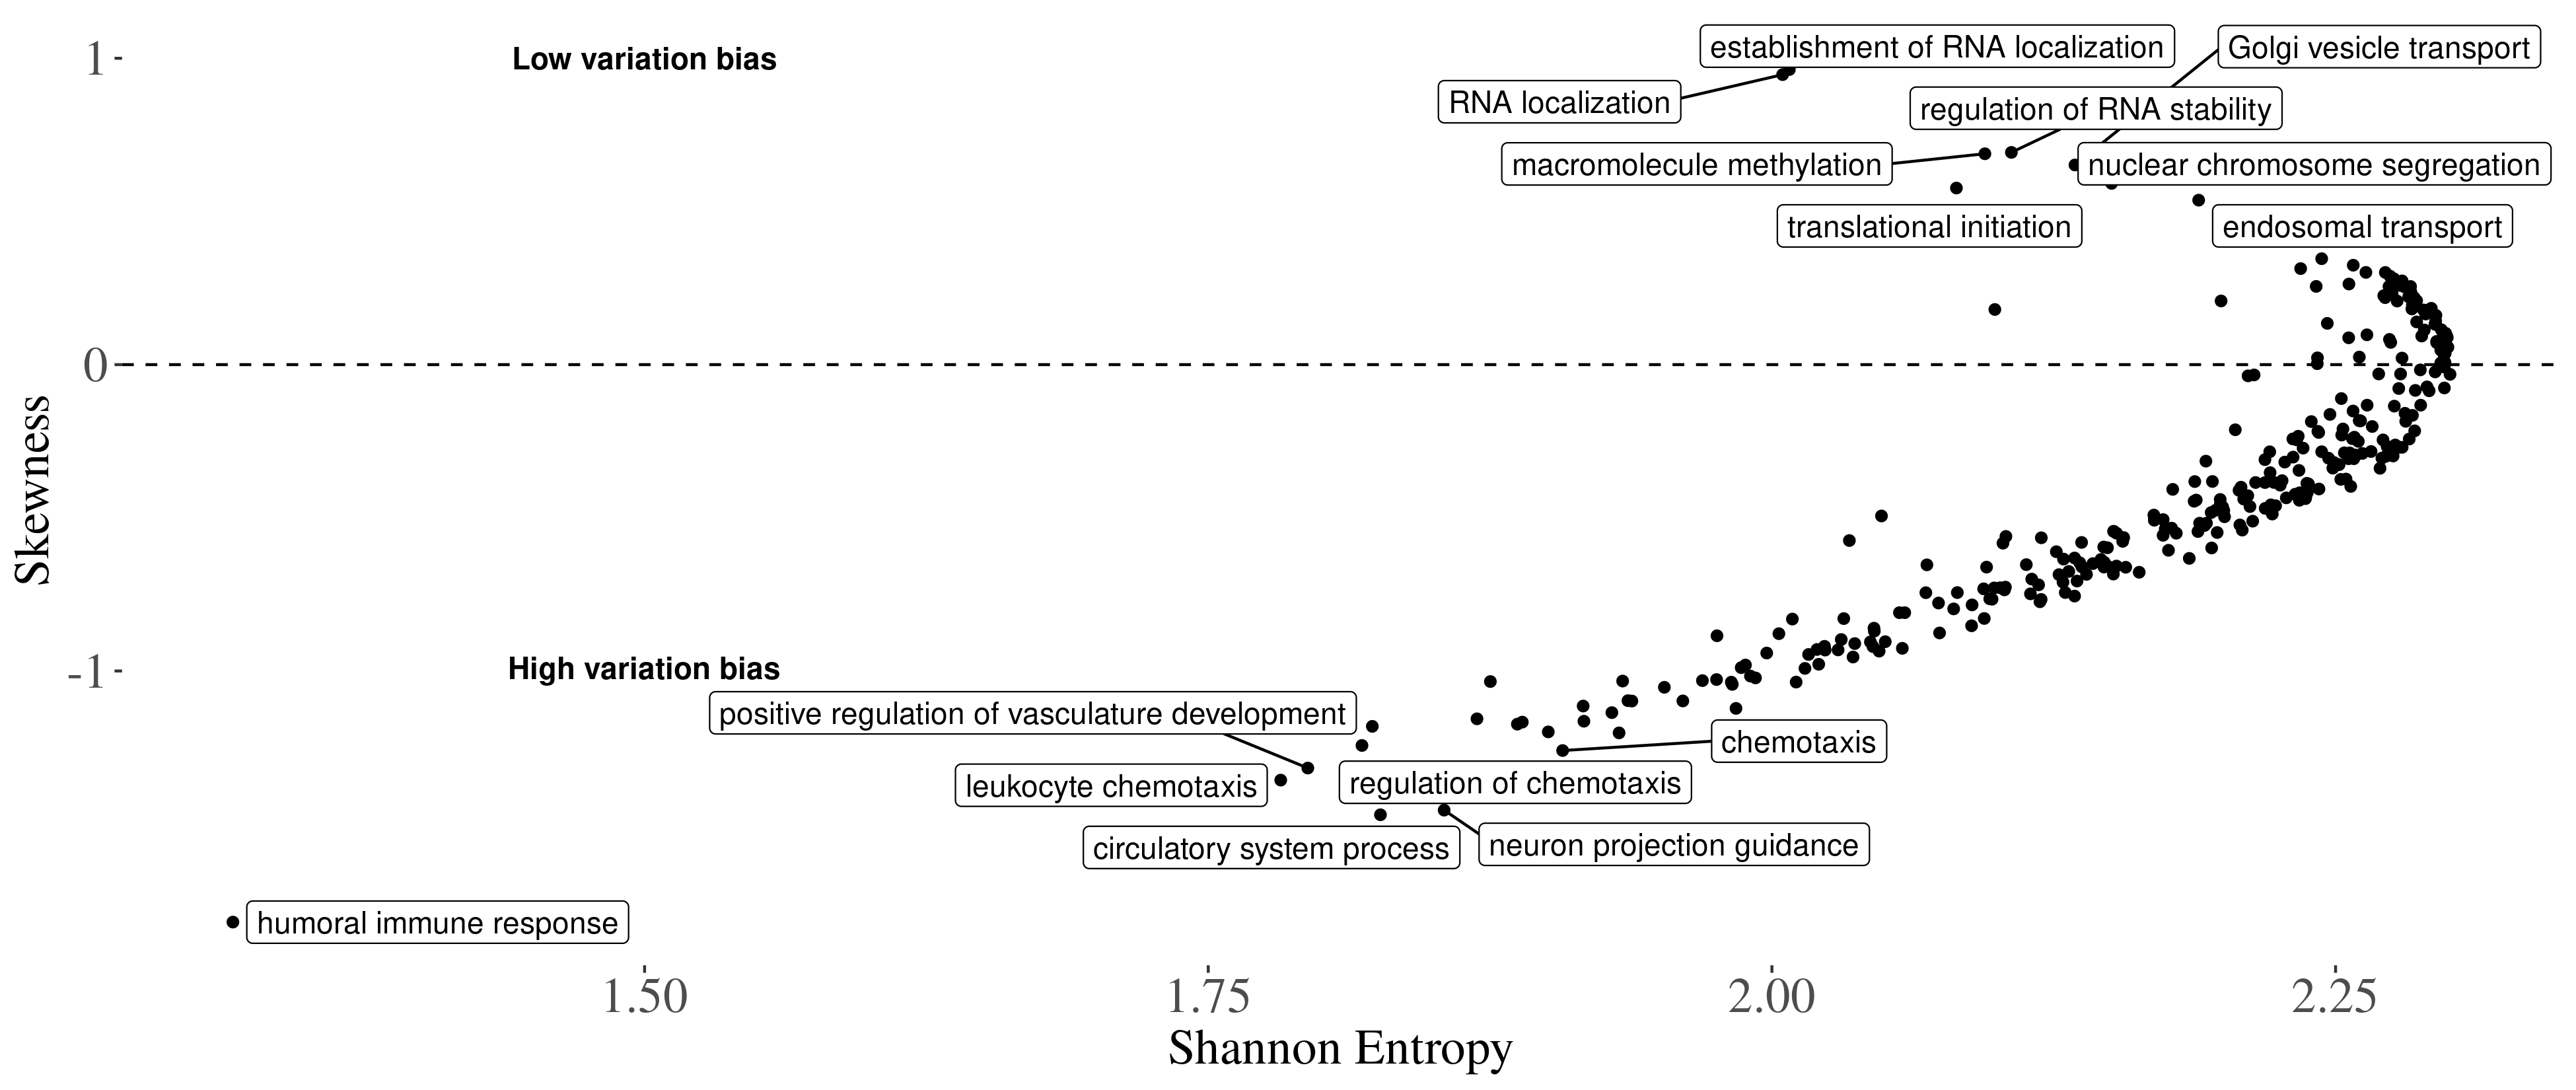 1
0
-1
Skewness
Low variation bias
establishment of RNA localization
Golgi vesicle transport
RNA localization
regulation of RNA stability
macromolecule methylation
nuclear chromosome segregation
translational initiation
endosomal transport
High variation bias
positive regulation of vasculature development
chemotaxis
leukocyte chemotaxis
regulation of chemotaxis
circulatory system process
neuron projection guidance
humoral immune response
1.50
1.75
2.00
2.25
Shannon Entropy